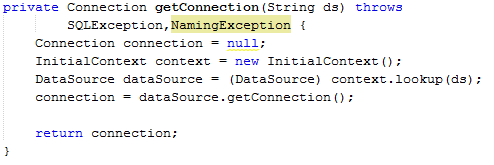 private Connection getConnection(String ds) throws
SQLException,NamingException {
Connection connection = null;
InitialContext context = new InitialContext();
DataSource dataSource = (DataSource) context.lookup(ds);
connection = dataSource.getConnection();
return connection;
}